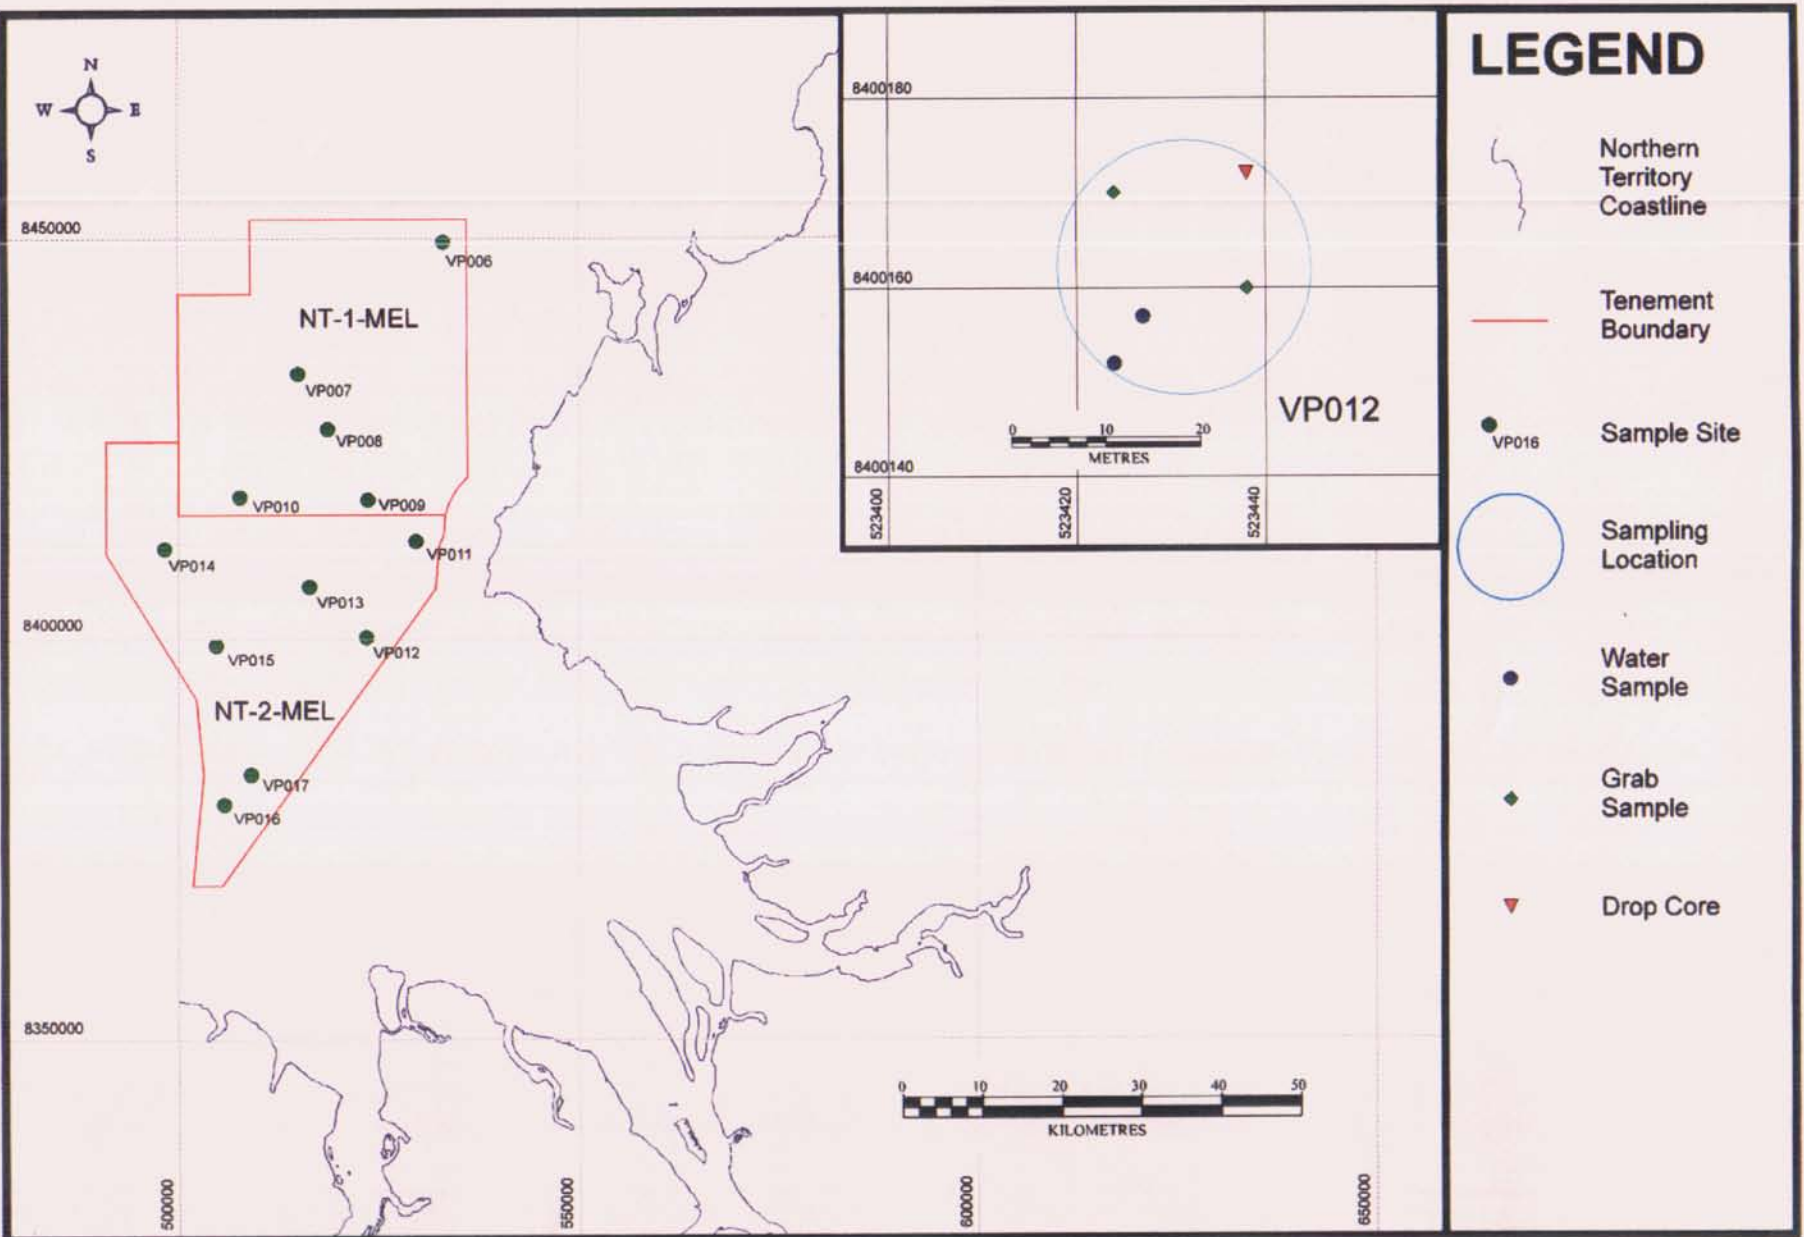 N
W E
S
8450000
8400000
8350000
500000
550000
600000
650000
VP006
NT-1-MEL
VP007
VP008
VP010
VP009
VP011
VP014
VP013
VP012
VP015
NT-2-MEL
VP017
VP016
0 10 20 30 40 50
KILOMETRES
8400180
8400160
8400140
523400
523420
523440
VP012
0 10 20
METRES
LEGEND
Northern
Territory
Coastline
Tenement
Boundary
VP016
Sample Site
Sampling
Location
Water
Sample
Grab
Sample
Drop Core